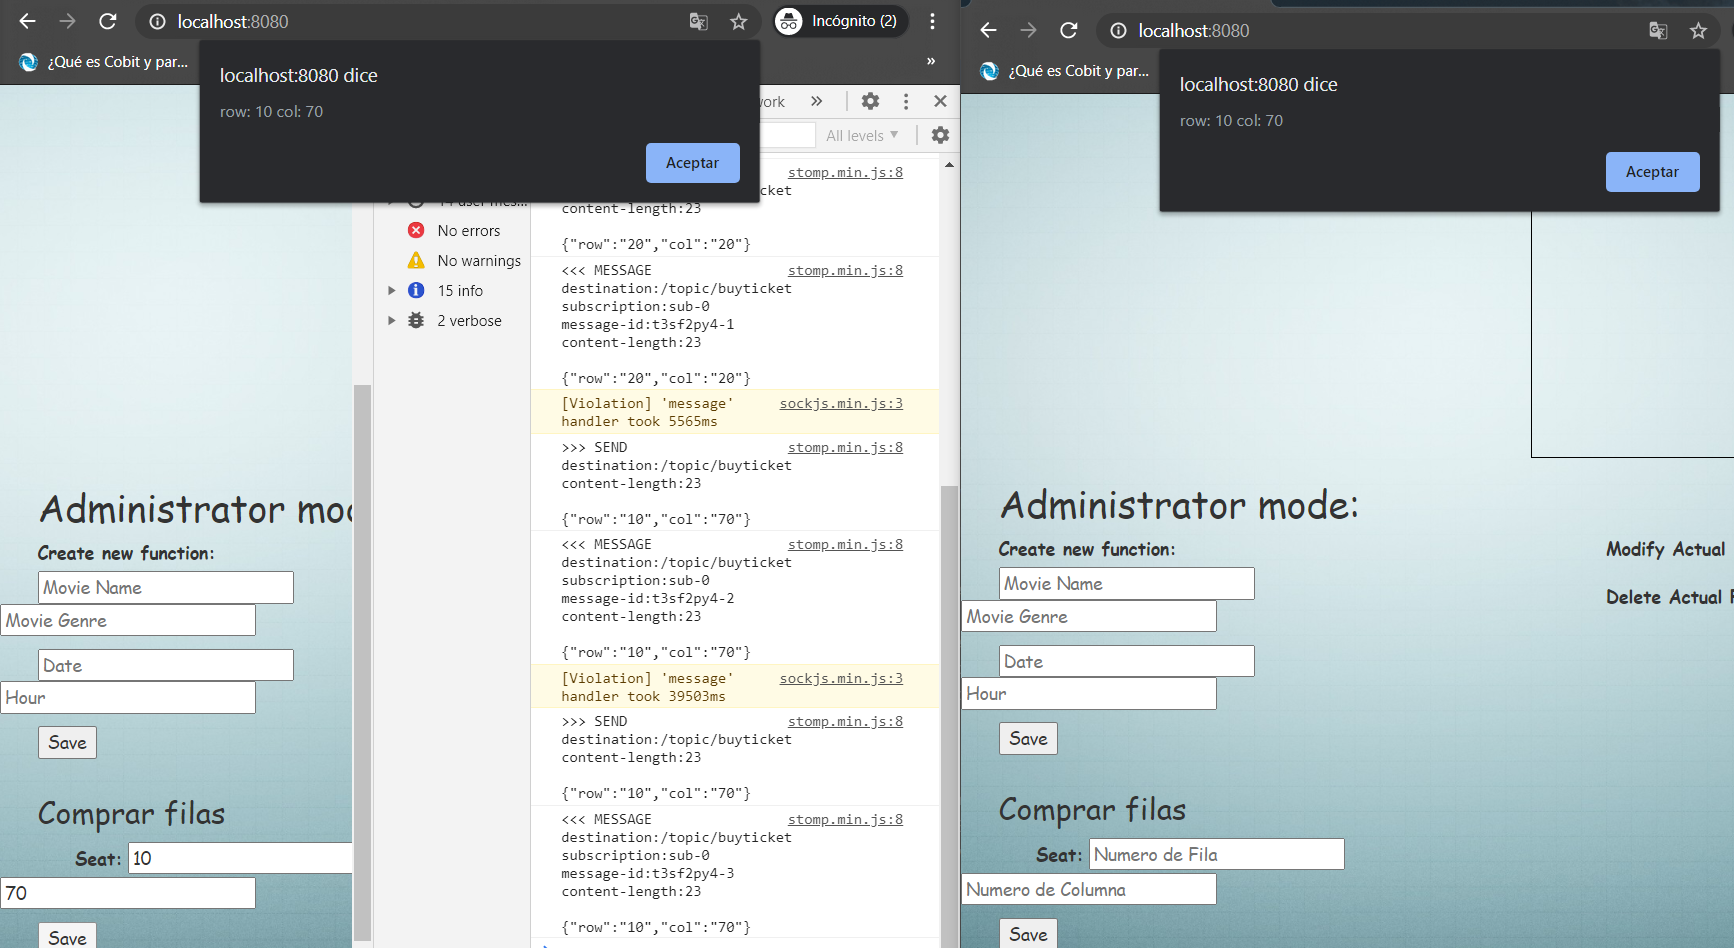 localhost:8080
Incógnito (2)
¿Qué es Cobit y par...
»
localhost:8080 dice
row: 10 col: 70
Aceptar
All levels ▼
No errors
No warnings
15 info
2 verbose
stomp.min.js:8
content-length:23
{"row":"20","col":"20"}
<<< MESSAGE stomp.min.js:8
destination:/topic/buyticket
subscription:sub-0
message-id:t3sf2py4-1
content-length:23
{"row":"20","col":"20"}
[Violation] 'message' sockjs.min.js:3
handler took 5565ms
>>> SEND stomp.min.js:8
destination:/topic/buyticket
content-length:23
{"row":"10","col":"70"}
<<< MESSAGE stomp.min.js:8
destination:/topic/buyticket
subscription:sub-0
message-id:t3sf2py4-2
content-length:23
{"row":"10","col":"70"}
[Violation] 'message' sockjs.min.js:3
handler took 39503ms
>>> SEND stomp.min.js:8
destination:/topic/buyticket
content-length:23
{"row":"10","col":"70"}
<<< MESSAGE stomp.min.js:8
destination:/topic/buyticket
subscription:sub-0
message-id:t3sf2py4-3
content-length:23
{"row":"10","col":"70"}
Administrator mo
Create new function:
Movie Name
Movie Genre
Date
Hour
Save
Comprar filas
Seat: 10
70
Save
localhost:8080
¿Qué es Cobit y par...
localhost:8080 dice
row: 10 col: 70
Aceptar
Administrator mode:
Create new function:
Movie Name
Movie Genre
Date
Hour
Save
Modify Actual
Delete Actual
Comprar filas
Seat: Numero de Fila
Numero de Columna
Save